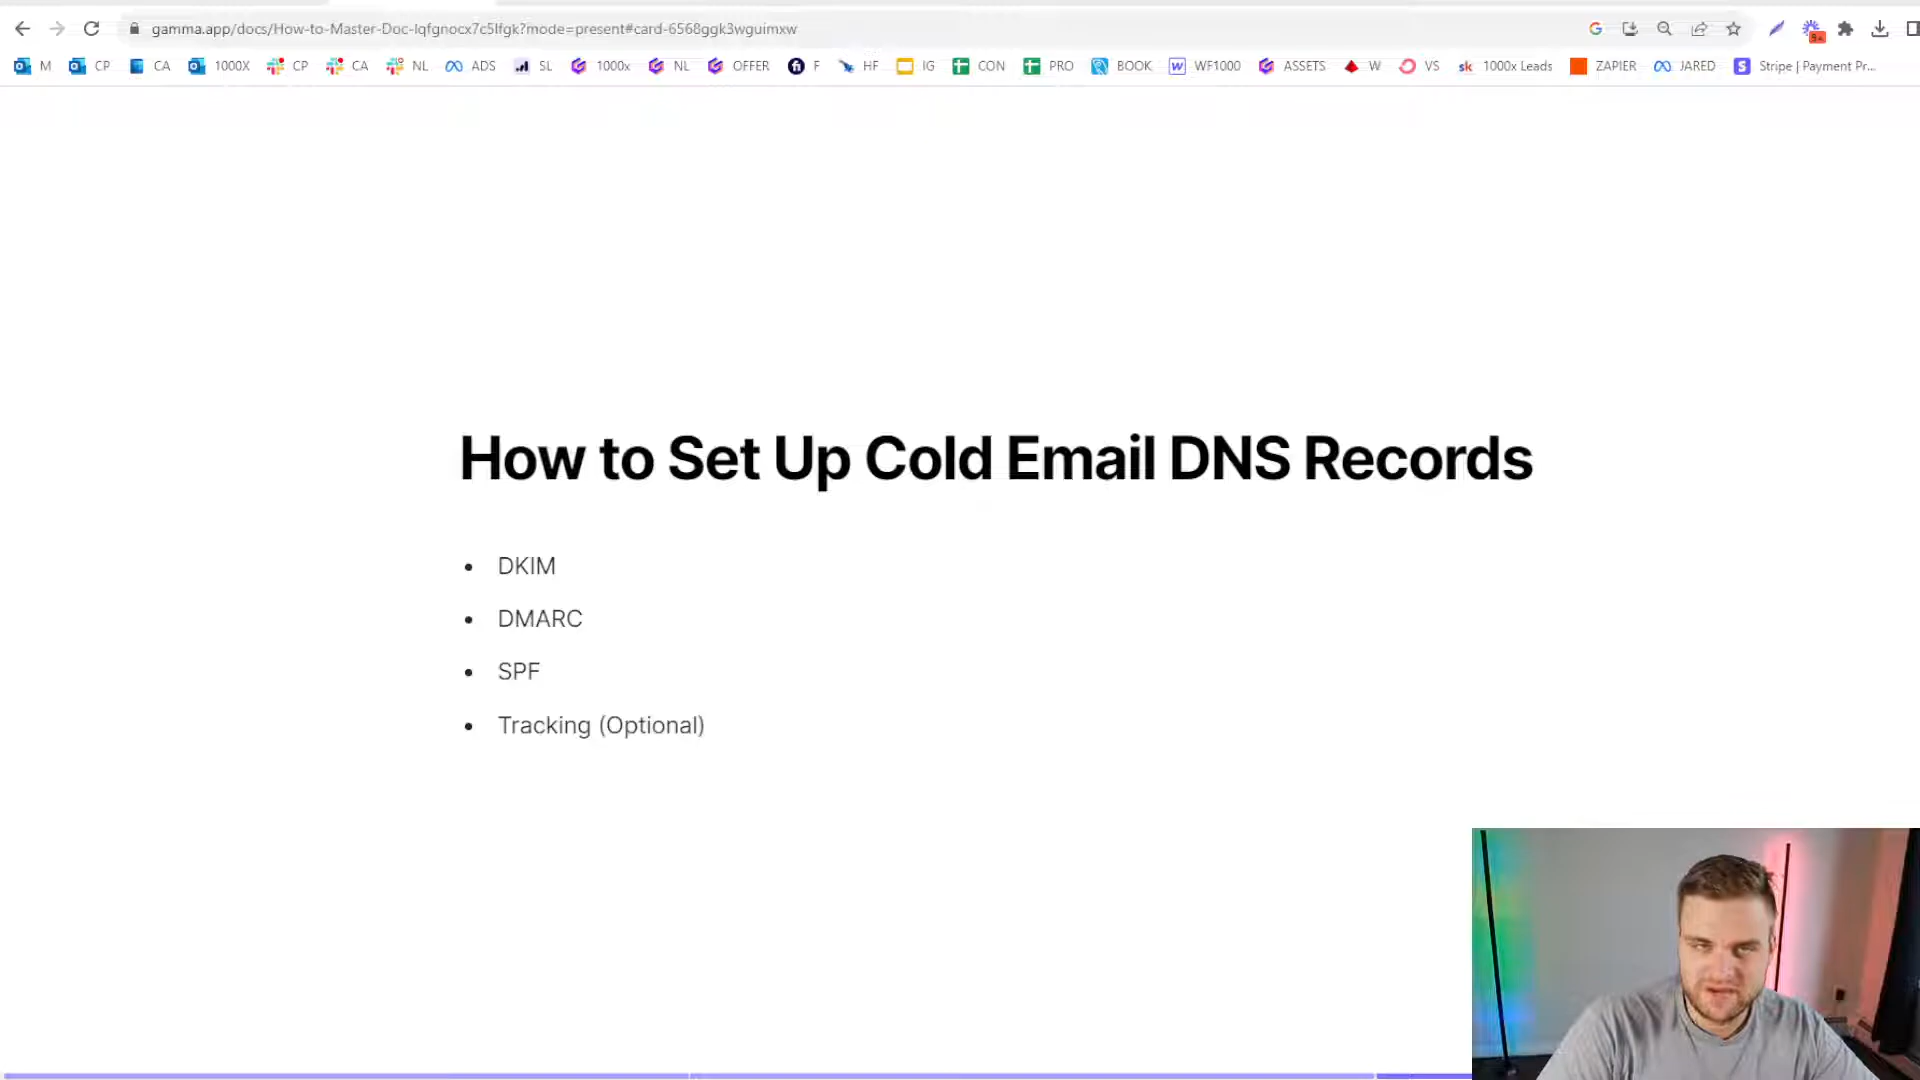 gamma.app/docs/How-to-Master-Doc-lqfgnocx7c5lfgk?mode=present#card-6568ggk3wguimxw
M CP CA 1000X CP CA NL ADS SL 1000x NL OFFER F HF IG CON PRO BOOK WF1000 ASSETS W VS 1000x Leads ZAPIER JARED Stripe | Payment Pr...
How to Set Up Cold Email DNS Records
• DKIM
• DMARC
• SPF
• Tracking (Optional)